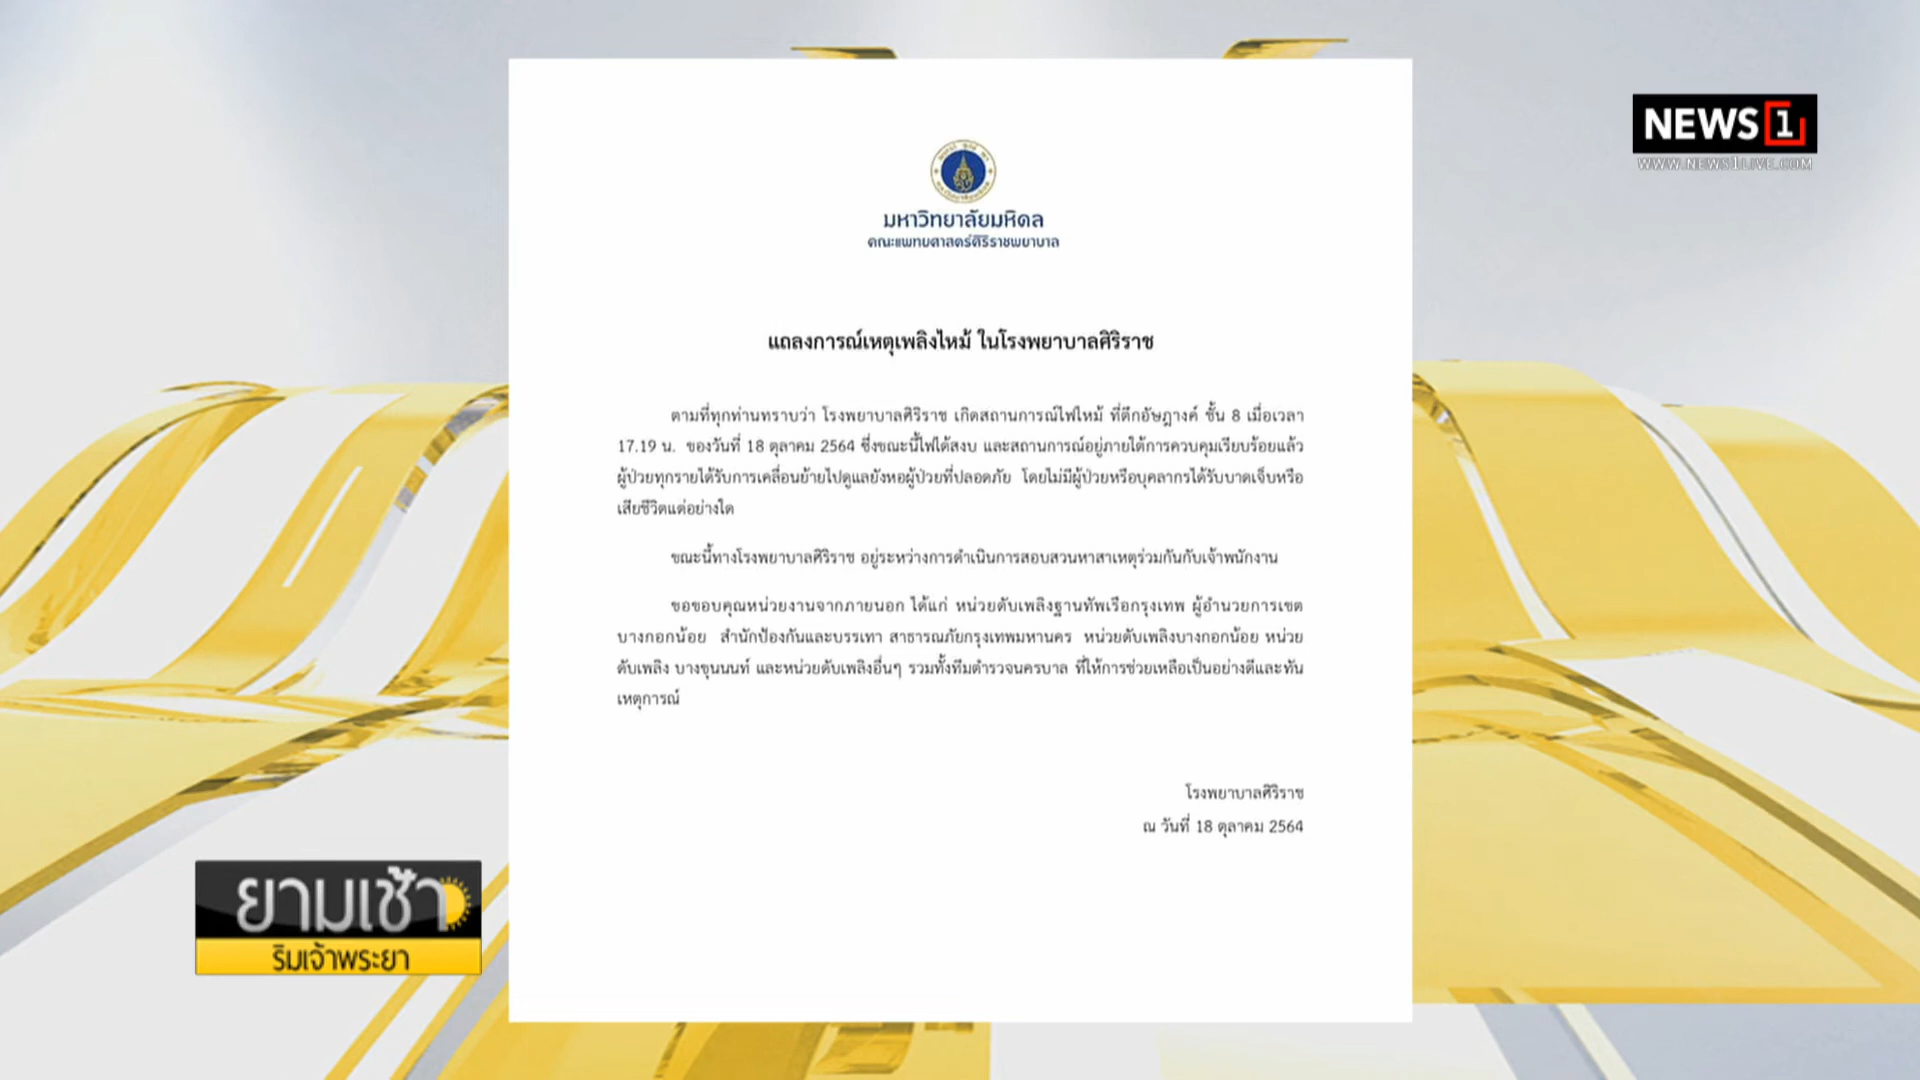 NEWS 1
WWW.NEWS1LIVE.COM
มหาวิทยาลัยมหิดล
คณะแพทยศาสตร์ศิริราชพยาบาล
แถลงการณ์เหตุเพลิงไหม้ ในโรงพยาบาลศิริราช
ตามที่ทุกท่านทราบว่า โรงพยาบาลศิริราช เกิดสถานการณ์ไฟไหม้ ที่ตึกอัษฎางค์ ชั้น 8 เมื่อเวลา
17.19 น. ของวันที่ 18 ตุลาคม 2564 ซึ่งขณะนี้ไฟได้สงบ และสถานการณ์อยู่ภายใต้การควบคุมเรียบร้อยแล้ว
ผู้ป่วยทุกรายได้รับการเคลื่อนย้ายไปดูแลยังหอผู้ป่วยที่ปลอดภัย โดยไม่มีผู้ป่วยหรือบุคลากรได้รับบาดเจ็บหรือ
เสียชีวิตแต่อย่างใด
ขณะนี้ทางโรงพยาบาลศิริราช อยู่ระหว่างการดำเนินการสอบสวนหาสาเหตุร่วมกันกับเจ้าพนักงาน
ขอขอบคุณหน่วยงานจากภายนอก ได้แก่ หน่วยดับเพลิงฐานทัพเรือกรุงเทพ ผู้อำนวยการเขต
บางกอกน้อย สำนักป้องกันและบรรเทา สาธารณภัยกรุงเทพมหานคร หน่วยดับเพลิงบางกอกน้อย หน่วย
ดับเพลิง บางขุนนนท์ และหน่วยดับเพลิงอื่นๆ รวมทั้งทีมตำรวจนครบาล ที่ให้การช่วยเหลือเป็นอย่างดีและทัน
เหตุการณ์
โรงพยาบาลศิริราช
ณ วันที่ 18 ตุลาคม 2564
ยามเช้า
ริมเจ้าพระยา